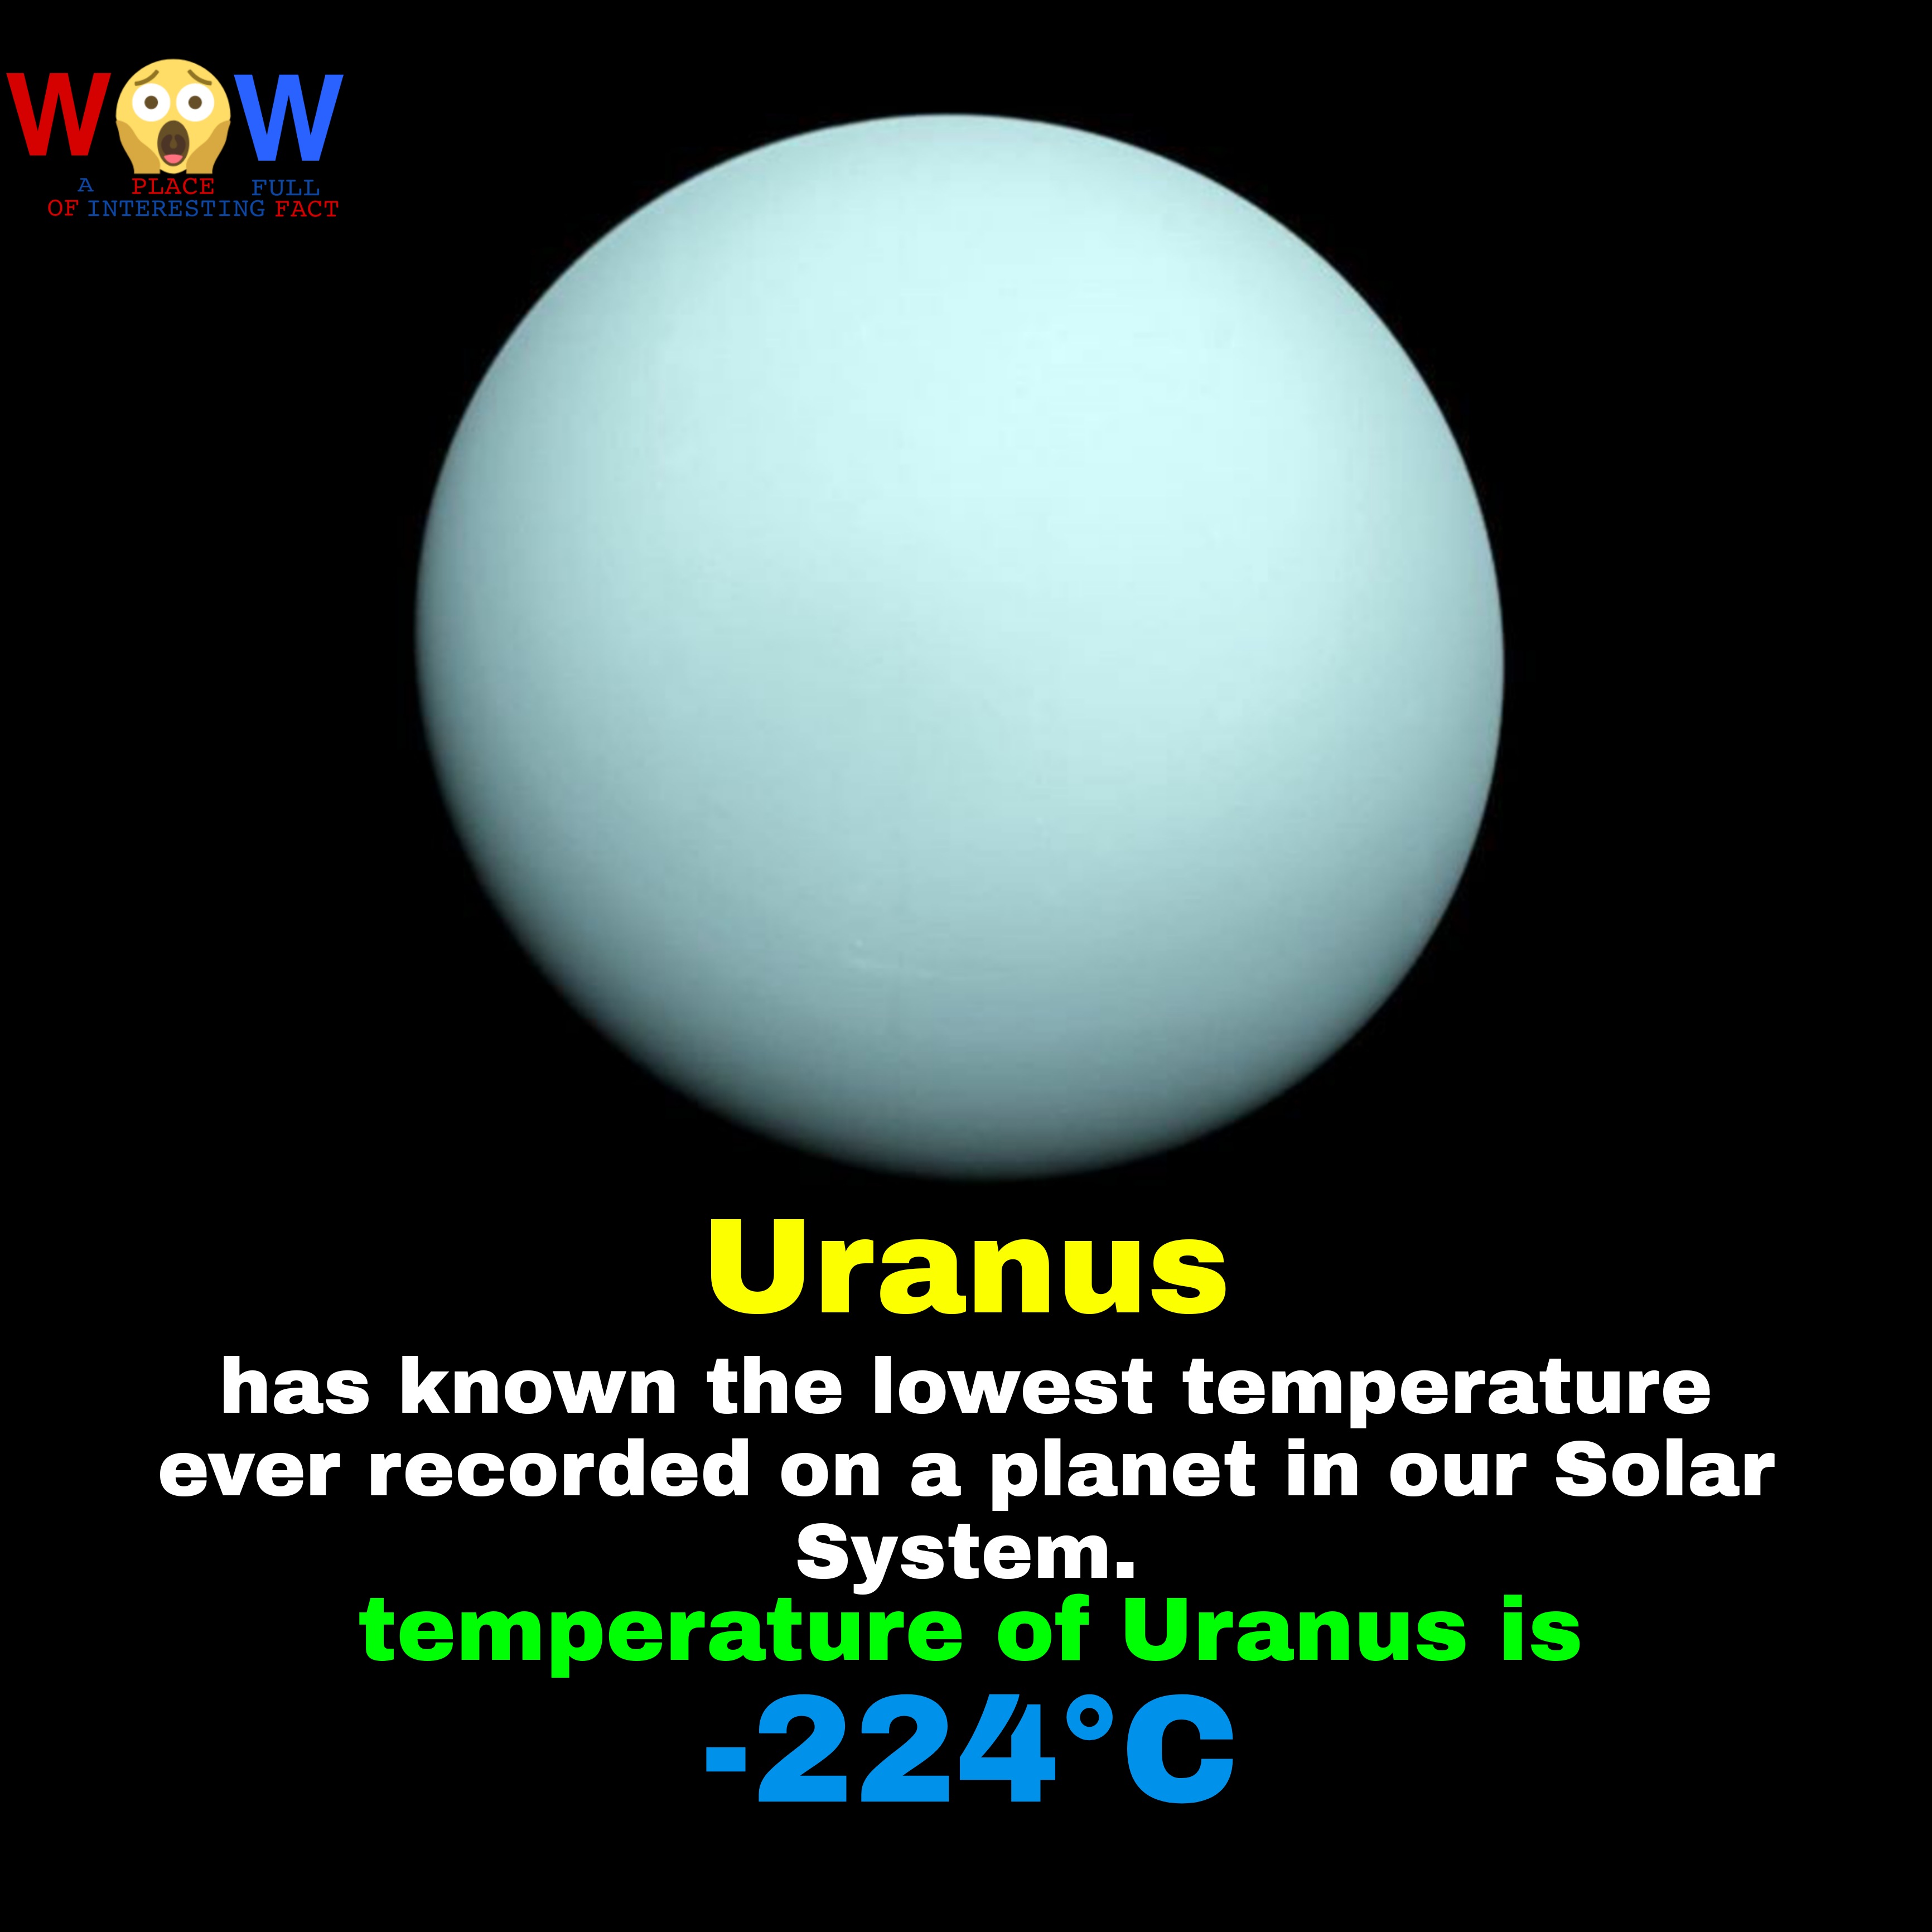 WOW
A PLACE FULL
OF INTERESTING FACT
Uranus
has known the lowest temperature
ever recorded on a planet in our Solar
System.
temperature of Uranus is
-224°C